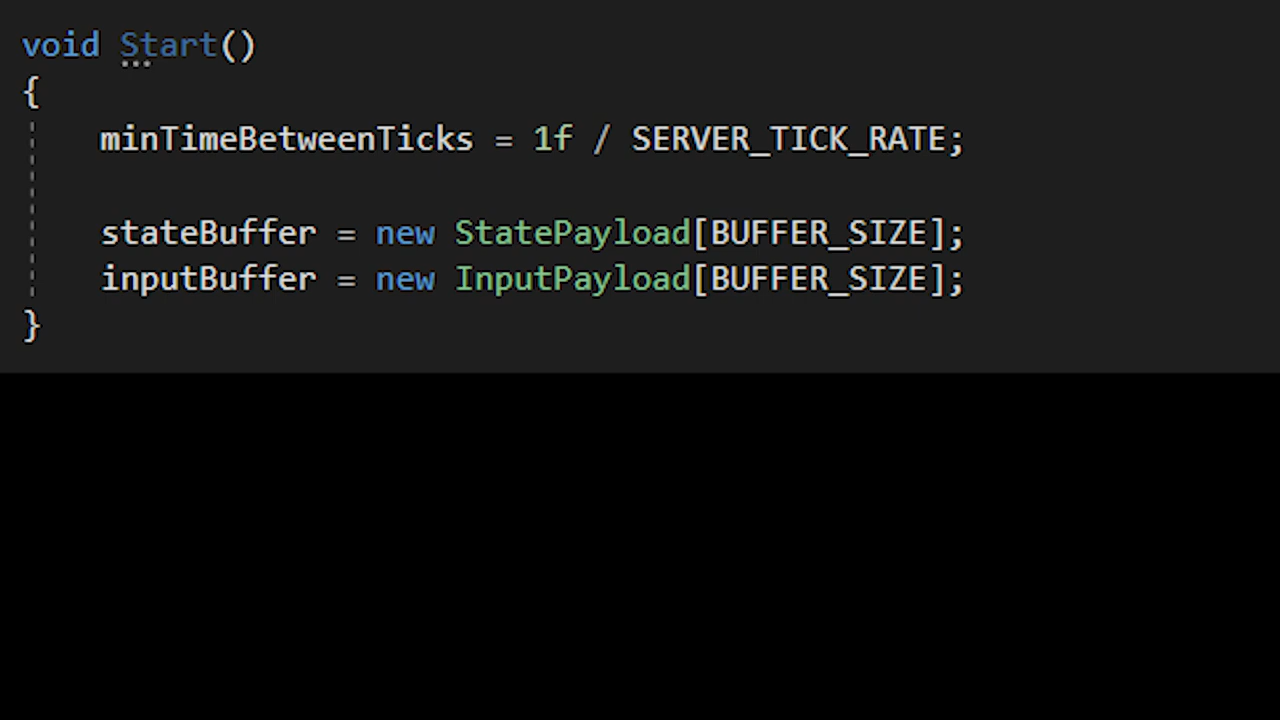 void Start()
{
minTimeBetweenTicks = 1f / SERVER_TICK_RATE;
stateBuffer = new StatePayload[BUFFER_SIZE];
inputBuffer = new InputPayload[BUFFER_SIZE];
}